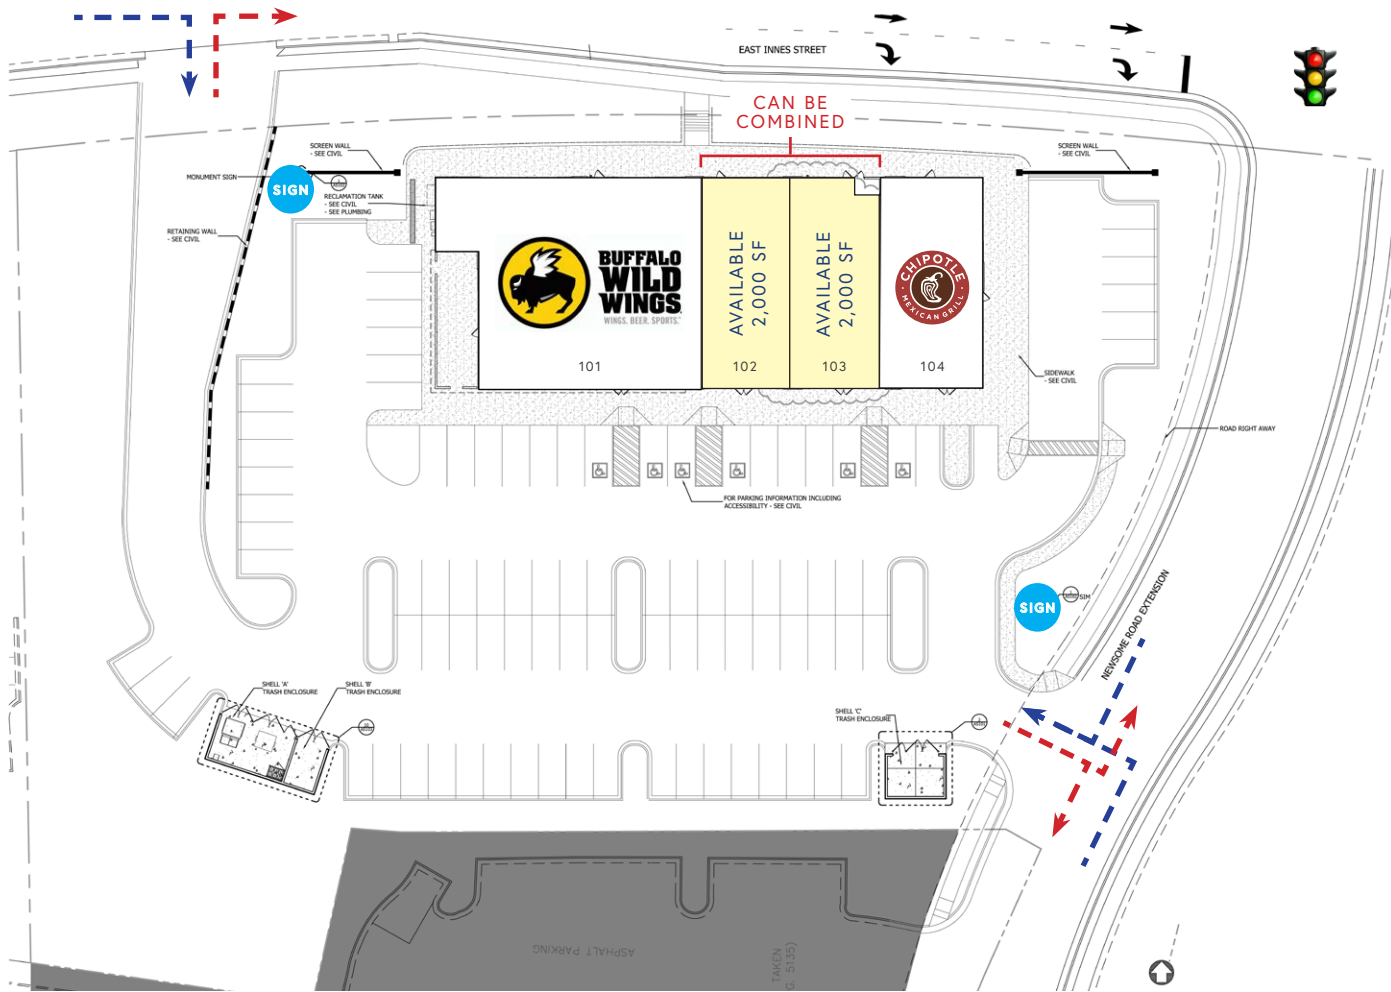 EAST INNES STREET
CAN BE
COMBINED
SCREEN WALL
- SEE CIVIL
SCREEN WALL
- SEE CIVIL
MONUMENT SIGN
SIGN
RECLAMATION TANK
- SEE CIVIL
- SEE PLUMBING
RETAINING WALL
- SEE CIVIL
BUFFALO
WILD
WINGS
WINGS. BEER. SPORTS.
101
AVAILABLE
2,000 SF
102
AVAILABLE
2,000 SF
103
CHIPOTLE
MEXICAN GRILL
104
SIDEWALK
- SEE CIVIL
ROAD RIGHT AWAY
FOR PARKING INFORMATION INCLUDING
ACCESSIBILITY - SEE CIVIL
SIGN
SIM
NEWSOME ROAD EXTENSION
SHELL 'A'
TRASH ENCLOSURE
SHELL 'B'
TRASH ENCLOSURE
SHELL 'C'
TRASH ENCLOSURE
ASPHALT PARKING
TAKEN
G. 5135)